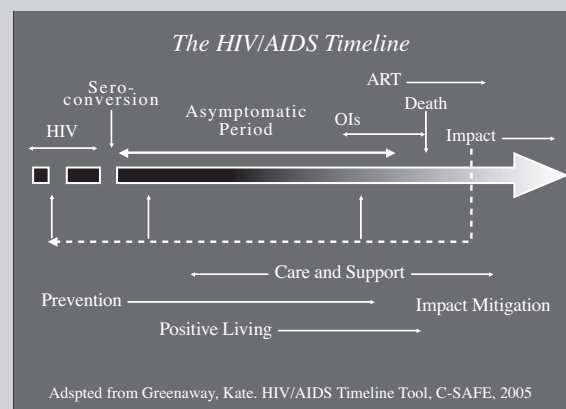 The HIV/AIDS Timeline
ART
Sero-
conversion
Death
Asymptomatic
Period
OIs
HIV
Impact
Care and Support
Prevention
Impact Mitigation
Positive Living
Adspted from Greenaway, Kate. HIV/AIDS Timeline Tool, C-SAFE, 2005